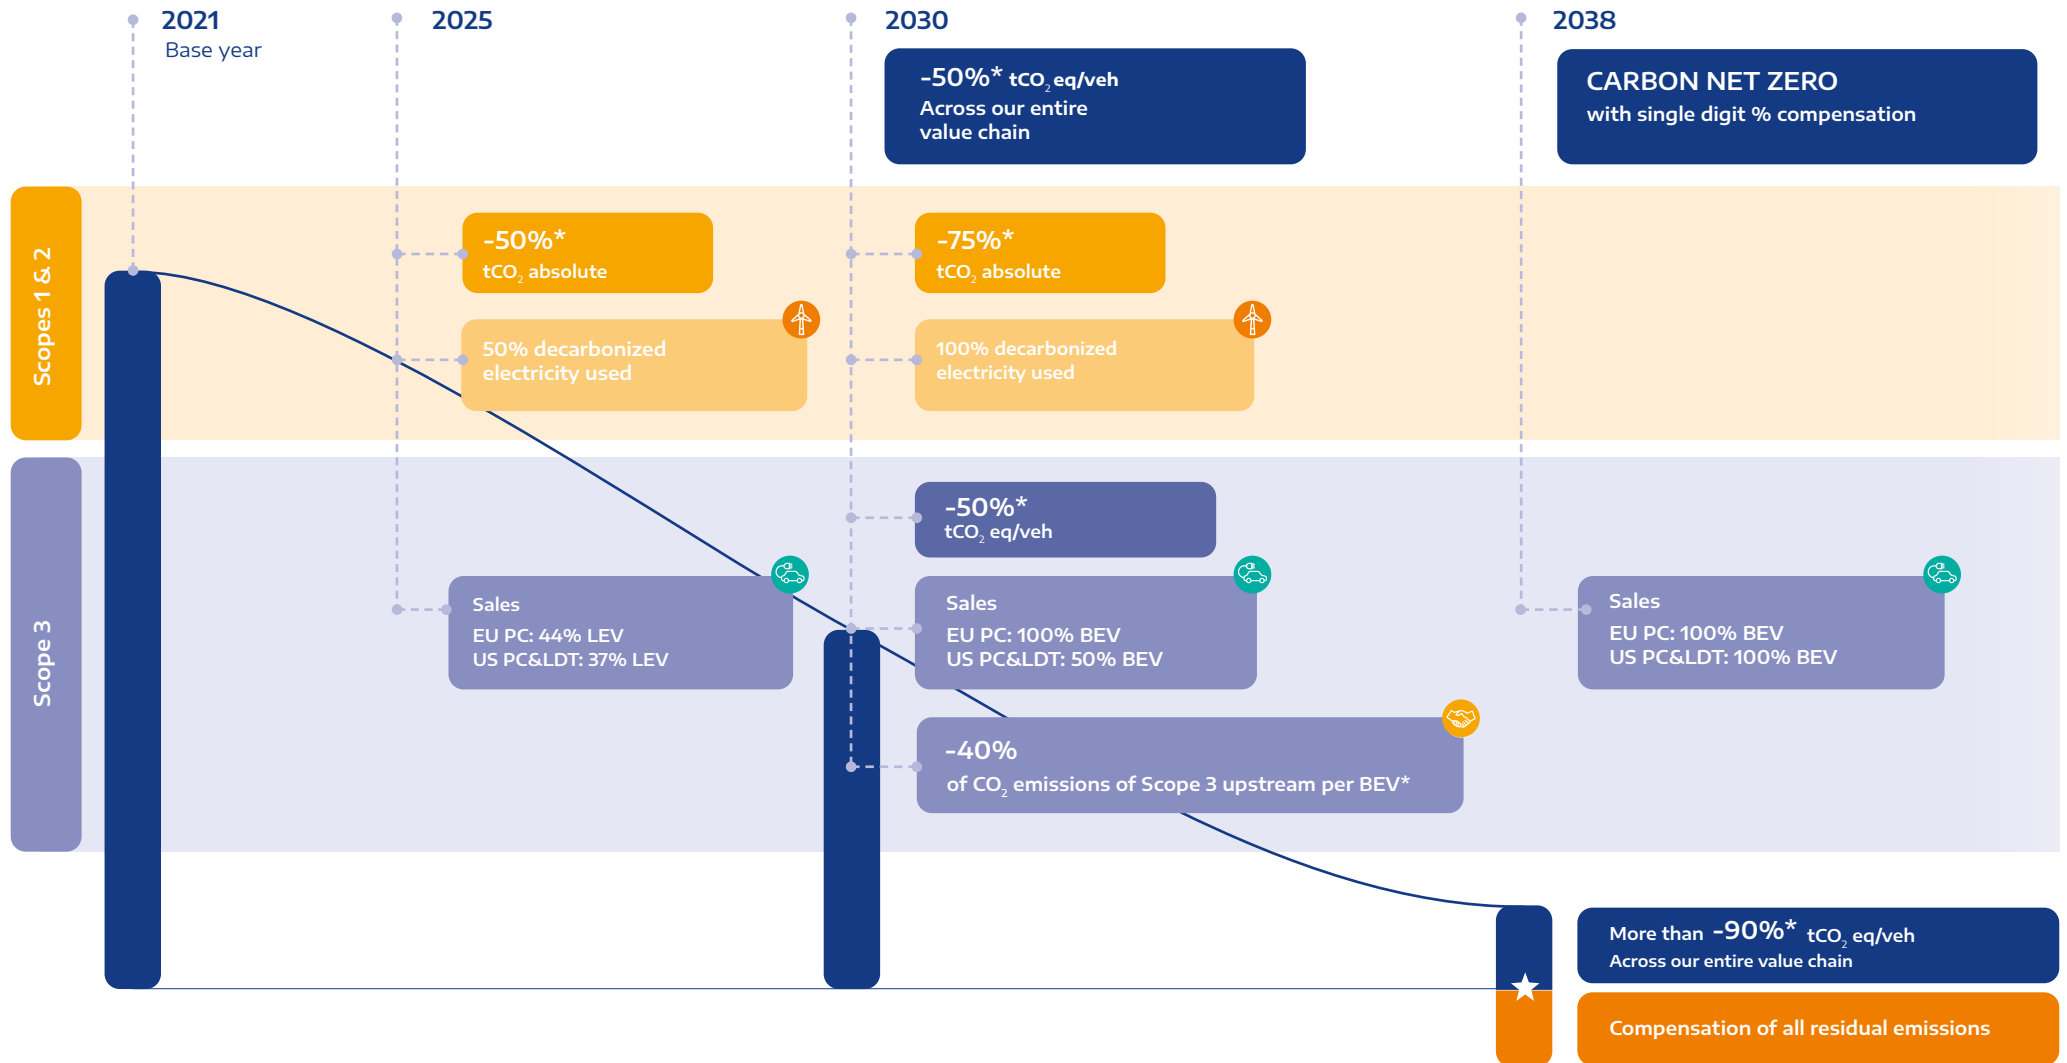 2021
Base year
2025
2030
2038
-50%* tCO₂ eq/veh
Across our entire
value chain
CARBON NET ZERO
with single digit % compensation
Scopes 1 & 2
-50%*
tCO₂ absolute
50% decarbonized
electricity used
-75%*
tCO₂ absolute
100% decarbonized
electricity used
Scope 3
Sales
EU PC: 44% LEV
US PC&LDT: 37% LEV
-50%*
tCO₂ eq/veh
Sales
EU PC: 100% BEV
US PC&LDT: 50% BEV
-40%
of CO₂ emissions of Scope 3 upstream per BEV*
Sales
EU PC: 100% BEV
US PC&LDT: 100% BEV
More than -90%* tCO₂ eq/veh
Across our entire value chain
Compensation of all residual emissions